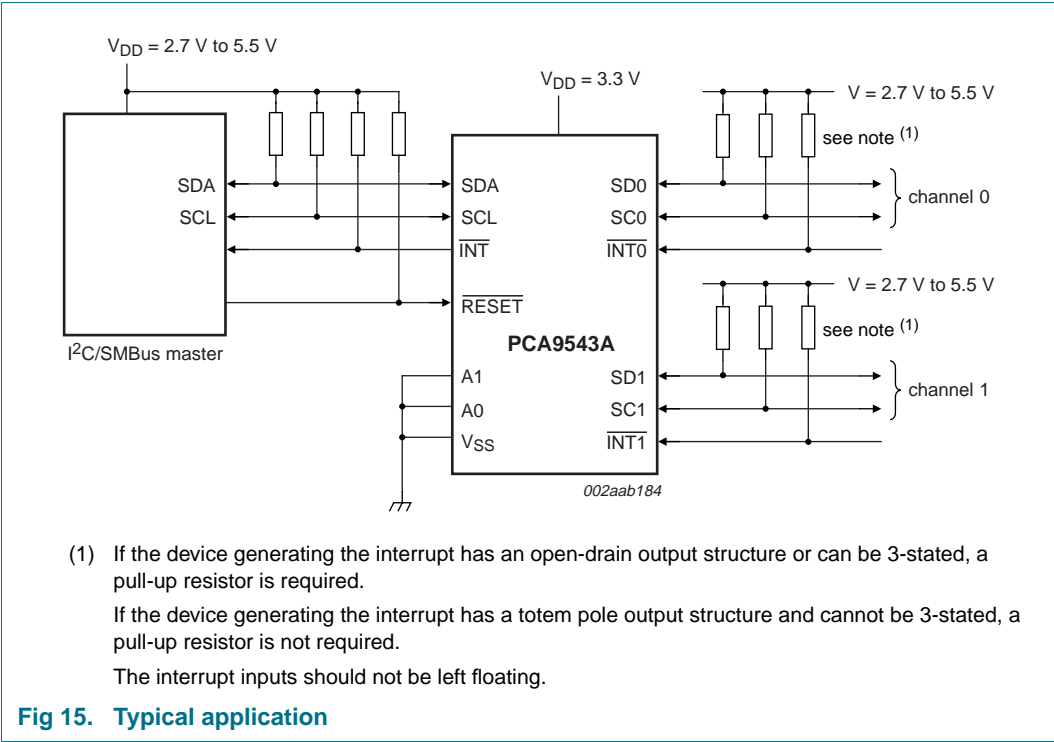 V_DD = 2.7 V to 5.5 V
V_DD = 3.3 V
V = 2.7 V to 5.5 V
see note (1)
SDA
SDA
SD0
channel 0
SCL
SCL
SC0
INT
INT0
V = 2.7 V to 5.5 V
RESET
see note (1)
PCA9543A
I²C/SMBus master
A1
SD1
channel 1
A0
SC1
V_SS
INT1
002aab184
(1) If the device generating the interrupt has an open-drain output structure or can be 3-stated, a
pull-up resistor is required.
If the device generating the interrupt has a totem pole output structure and cannot be 3-stated, a
pull-up resistor is not required.
The interrupt inputs should not be left floating.
Fig 15. Typical application